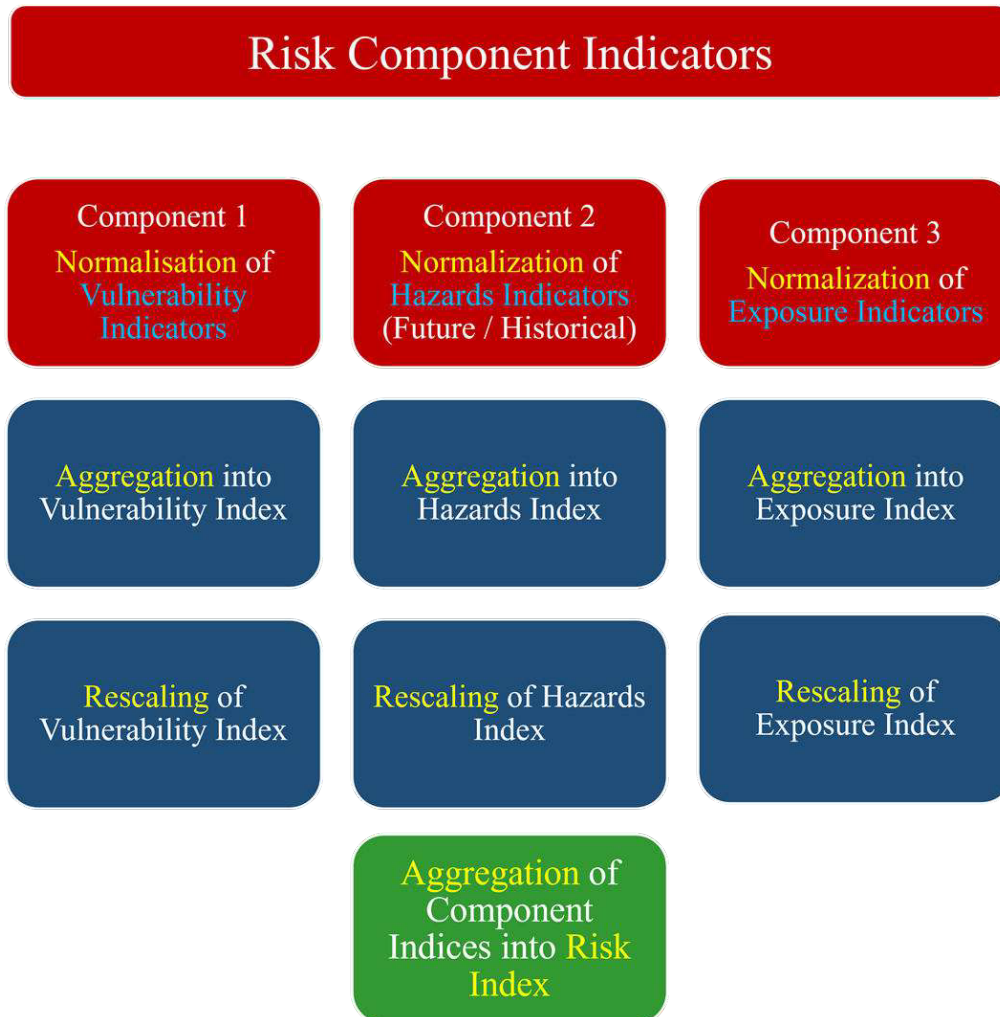 Risk Component Indicators
Component 1
Normalisation of
Vulnerability
Indicators
Component 2
Normalization of
Hazards Indicators
(Future / Historical)
Component 3
Normalization of
Exposure Indicators
Aggregation into
Vulnerability Index
Aggregation into
Hazards Index
Aggregation into
Exposure Index
Rescaling of
Vulnerability Index
Rescaling of Hazards
Index
Rescaling of
Exposure Index
Aggregation of
Component
Indices into Risk
Index